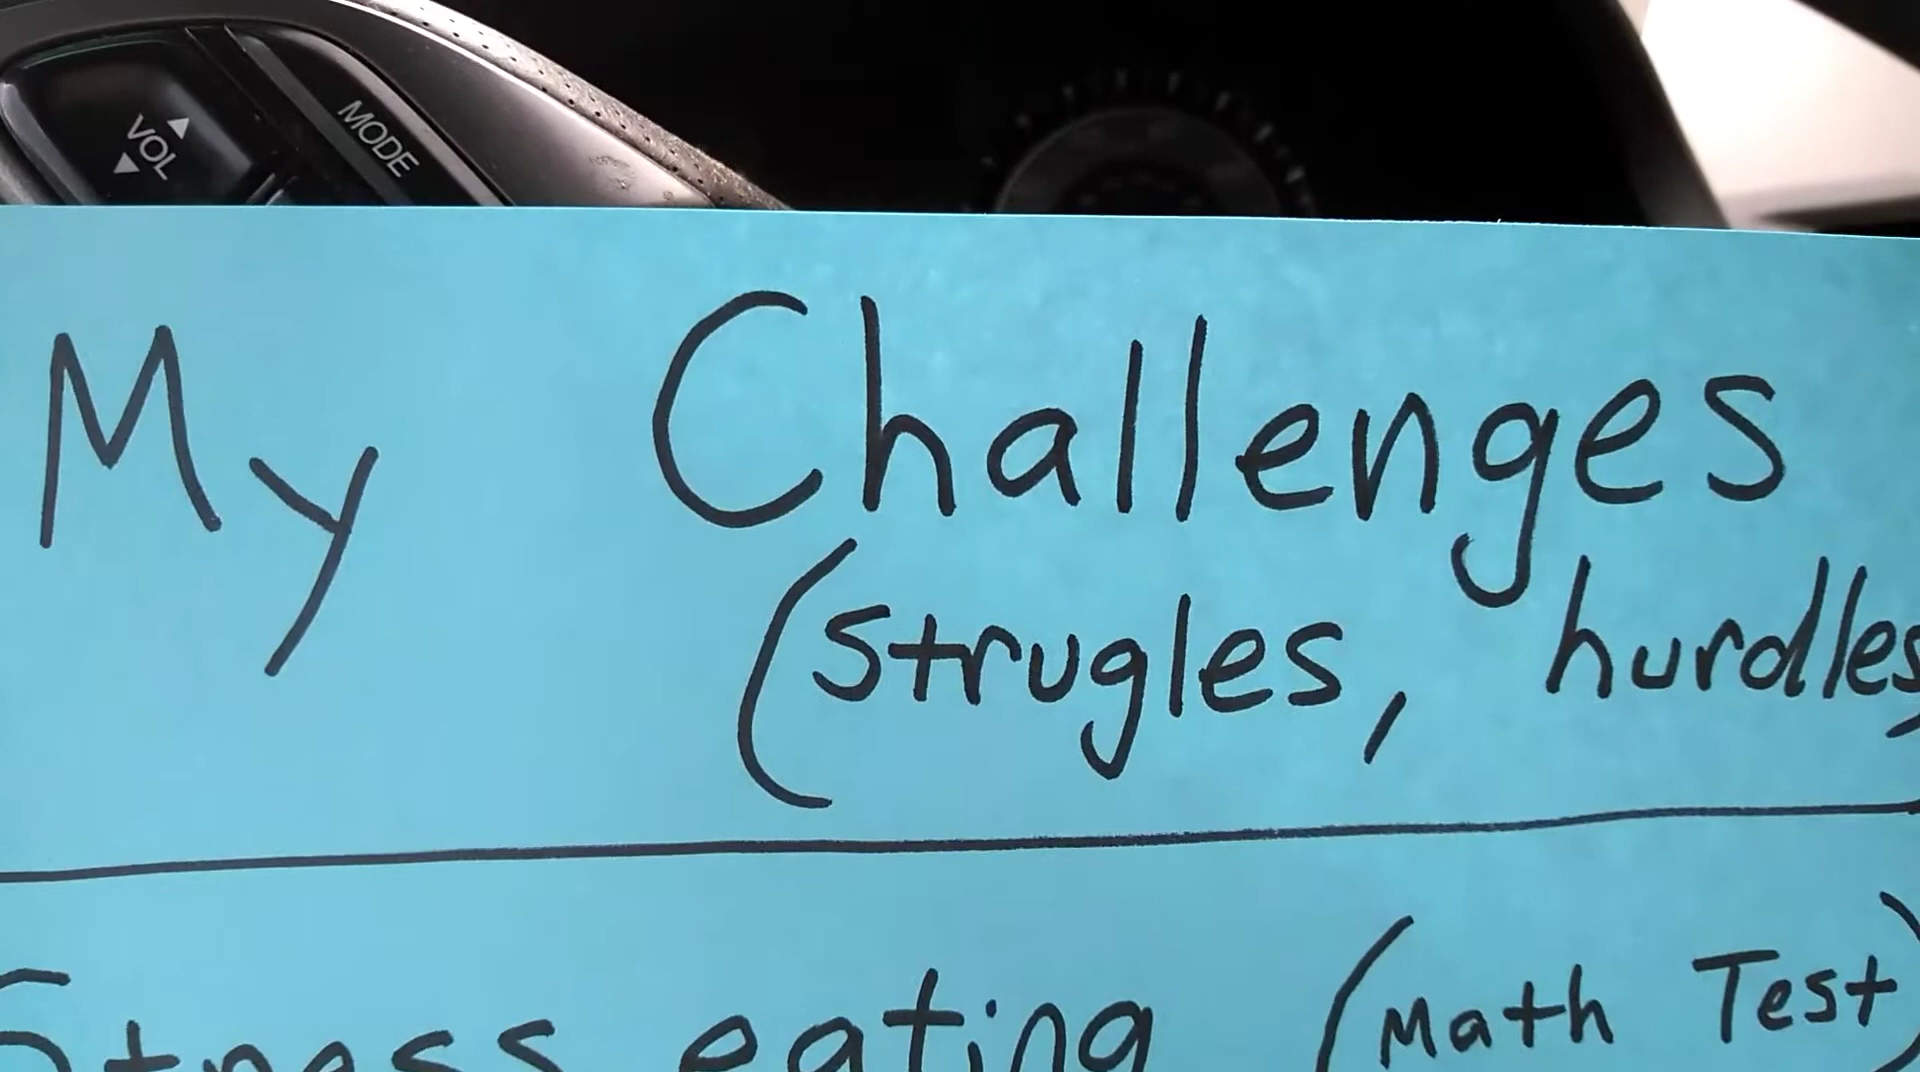 VOL
MODE
My Challenges
(strugles, hurdles,
Stress eating (Math Test)